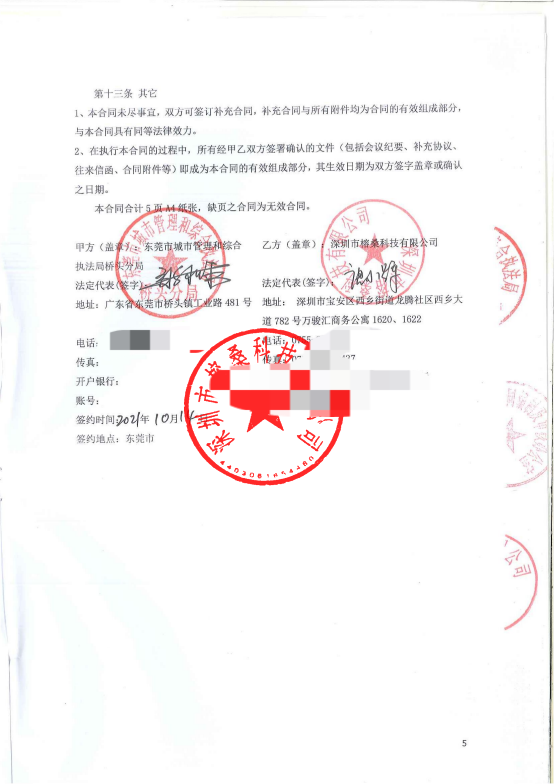 第十三条 其它
1、本合同未尽事宜，双方可签订补充合同，补充合同与所有附件均为合同的有效组成部分，
与本合同具有同等法律效力。
2、在执行本合同的过程中，所有经甲乙双方签署确认的文件（包括会议纪要、补充协议、
往来信函、合同附件等）即成为本合同的有效组成部分，其生效日期为双方签字盖章或确认
之日期。
本合同合计5页A4纸张，缺页之合同为无效合同。
甲方（盖章）：东莞市城市管理和综合
执法局桥头分局
法定代表(签字)
地址：广东省东莞市桥头镇工业路 481 号
电话：
传真：
开户银行：
账号：
签约时间 2021年 10月
签约地点：东莞市
乙方（盖章）：深圳市榕桑科技有限公司
法定代表(签字)：
地址： 深圳市宝安区西乡街道龙腾社区西乡大
道 782 号万骏汇商务公寓 1620、1622
电话：0755
传真：
桥头分局
合执法局
公司
5